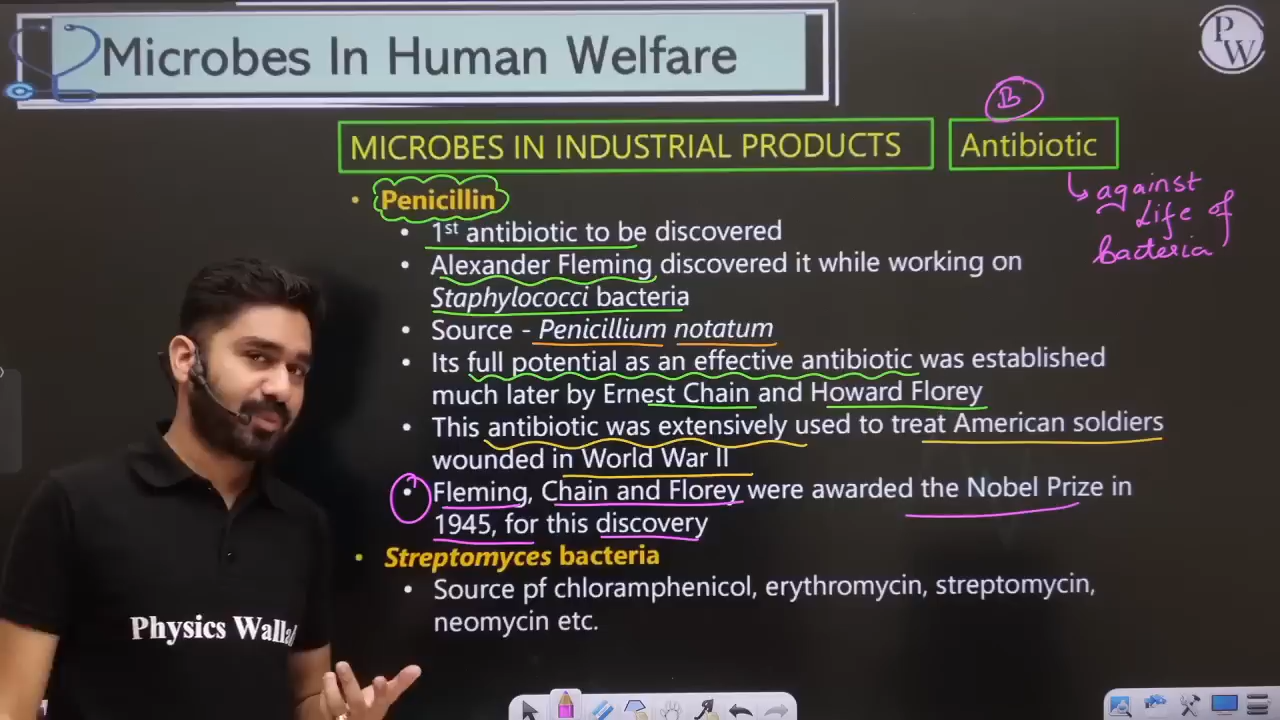 Microbes In Human Welfare
PW
B
MICROBES IN INDUSTRIAL PRODUCTS
Antibiotic
against
Life of
bacteria
• Penicillin
• 1st antibiotic to be discovered
• Alexander Fleming discovered it while working on
Staphylococci bacteria
• Source - Penicillium notatum
• Its full potential as an effective antibiotic was established
much later by Ernest Chain and Howard Florey
• This antibiotic was extensively used to treat American soldiers
wounded in World War II
• Fleming, Chain and Florey were awarded the Nobel Prize in
1945, for this discovery
• Streptomyces bacteria
• Source pf chloramphenicol, erythromycin, streptomycin,
neomycin etc.
Physics Walla